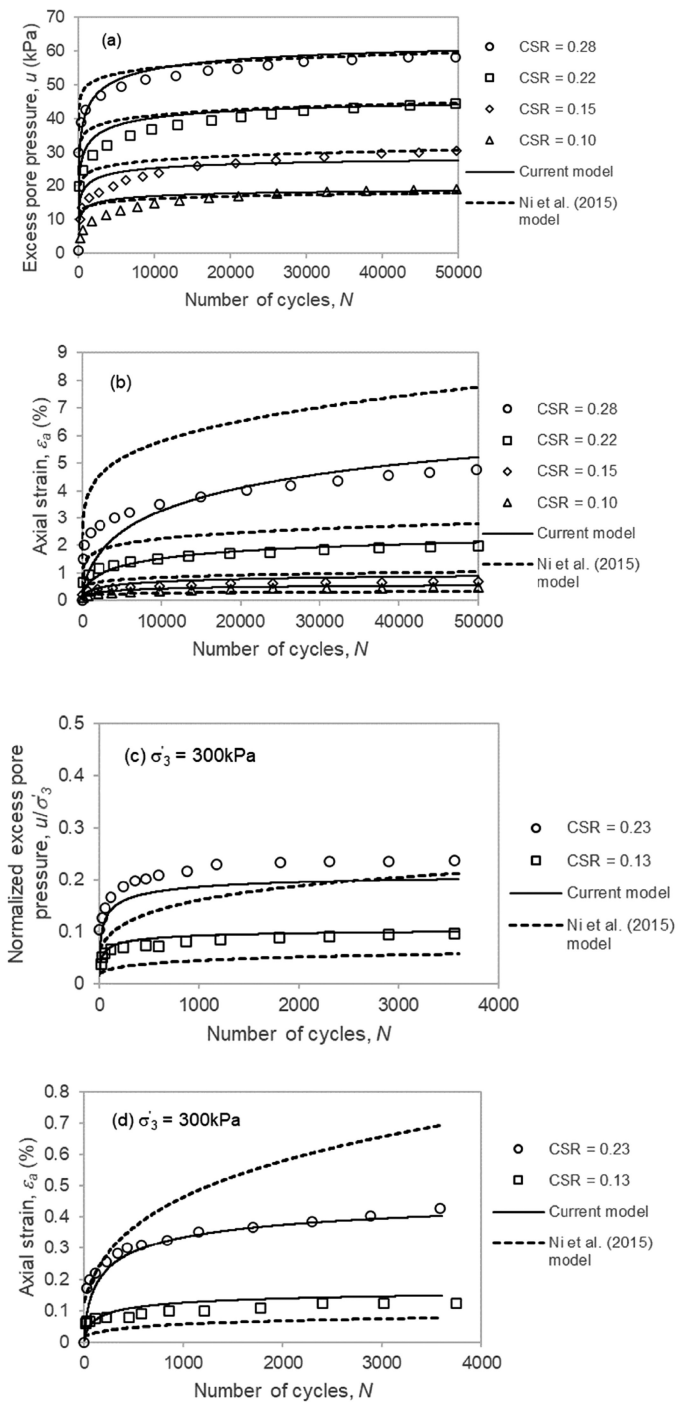 (a)
Excess pore pressure, u (kPa)
70
60
50
40
30
20
10
0
0 10000 20000 30000 40000 50000
Number of cycles, N
CSR = 0.28
CSR = 0.22
CSR = 0.15
CSR = 0.10
Current model
Ni et al. (2015)
model
(b)
Axial strain, εa (%)
9
8
7
6
5
4
3
2
1
0
0 10000 20000 30000 40000 50000
Number of cycles, N
CSR = 0.28
CSR = 0.22
CSR = 0.15
CSR = 0.10
Current model
Ni et al. (2015)
model
(c) σ'3 = 300kPa
Normalized excess pore
pressure, u/σ'3
0.5
0.4
0.3
0.2
0.1
0
0 1000 2000 3000 4000
Number of cycles, N
CSR = 0.23
CSR = 0.13
Current model
Ni et al. (2015)
model
(d) σ'3 = 300kPa
Axial strain, εa (%)
0.8
0.7
0.6
0.5
0.4
0.3
0.2
0.1
0
0 1000 2000 3000 4000
Number of cycles, N
CSR = 0.23
CSR = 0.13
Current model
Ni et al. (2015)
model